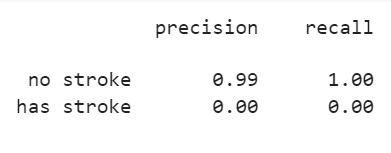 precision recall
no stroke 0.99 1.00
has stroke 0.00 0.00